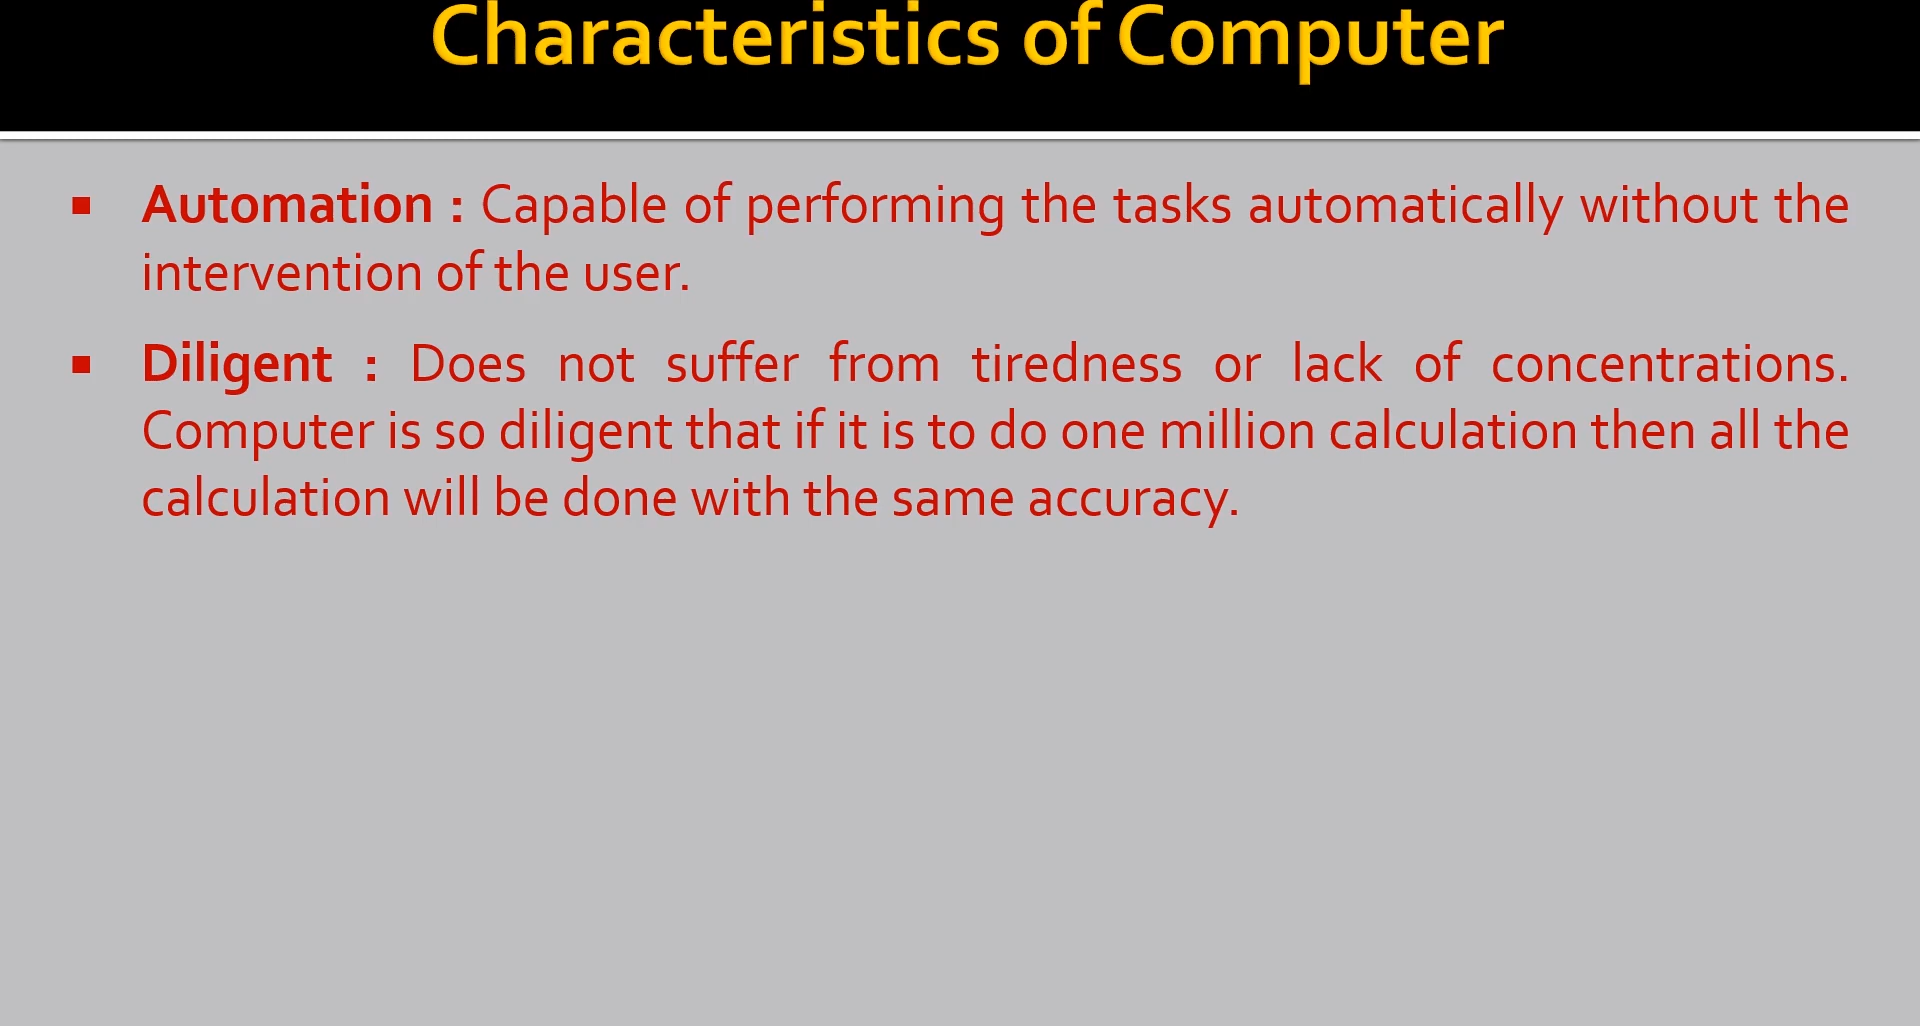 Characteristics of Computer
▪ Automation : Capable of performing the tasks automatically without the
intervention of the user.
▪ Diligent : Does not suffer from tiredness or lack of concentrations.
Computer is so diligent that if it is to do one million calculation then all the
calculation will be done with the same accuracy.